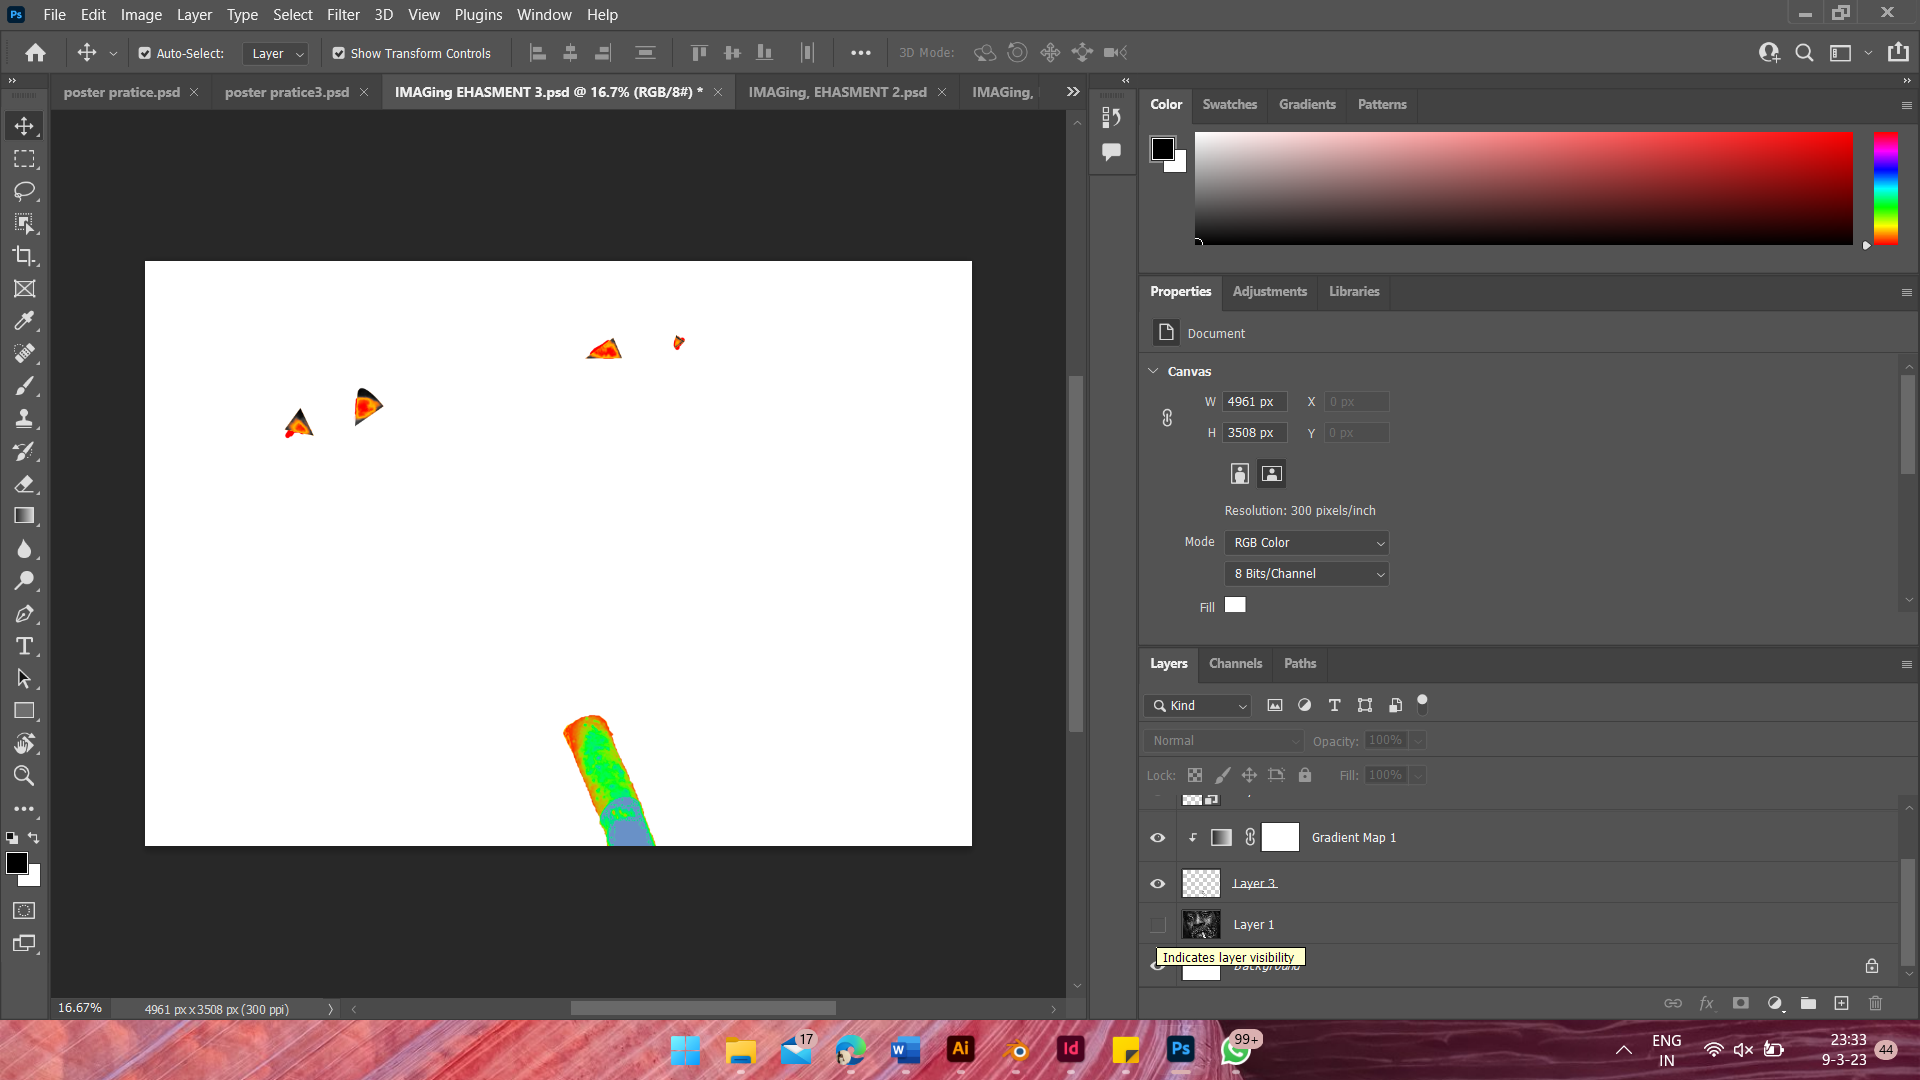 Ps File Edit Image Layer Type Select Filter 3D View Plugins Window Help
Auto-Select: Layer Show Transform Controls 3D Mode:
poster pratice.psd poster pratice3.psd IMAGing EHASMENT 3.psd @ 16.7% (RGB/8#) * IMAGing, EHASMENT 2.psd IMAGing,
Color Swatches Gradients Patterns
Properties Adjustments Libraries
Document
Canvas
W 4961 px X 0 px
H 3508 px Y 0 px
Resolution: 300 pixels/inch
Mode RGB Color
8 Bits/Channel
Fill
Layers Channels Paths
Kind
Normal Opacity: 100%
Lock: Fill: 100%
Gradient Map 1
Layer 3
Layer 1
Indicates layer visibility
Background
fx
16.67% 4961 px x 3508 px (300 ppi)
17 W Ai Id Ps 99+
ENG
IN
23:33
9-3-23
44